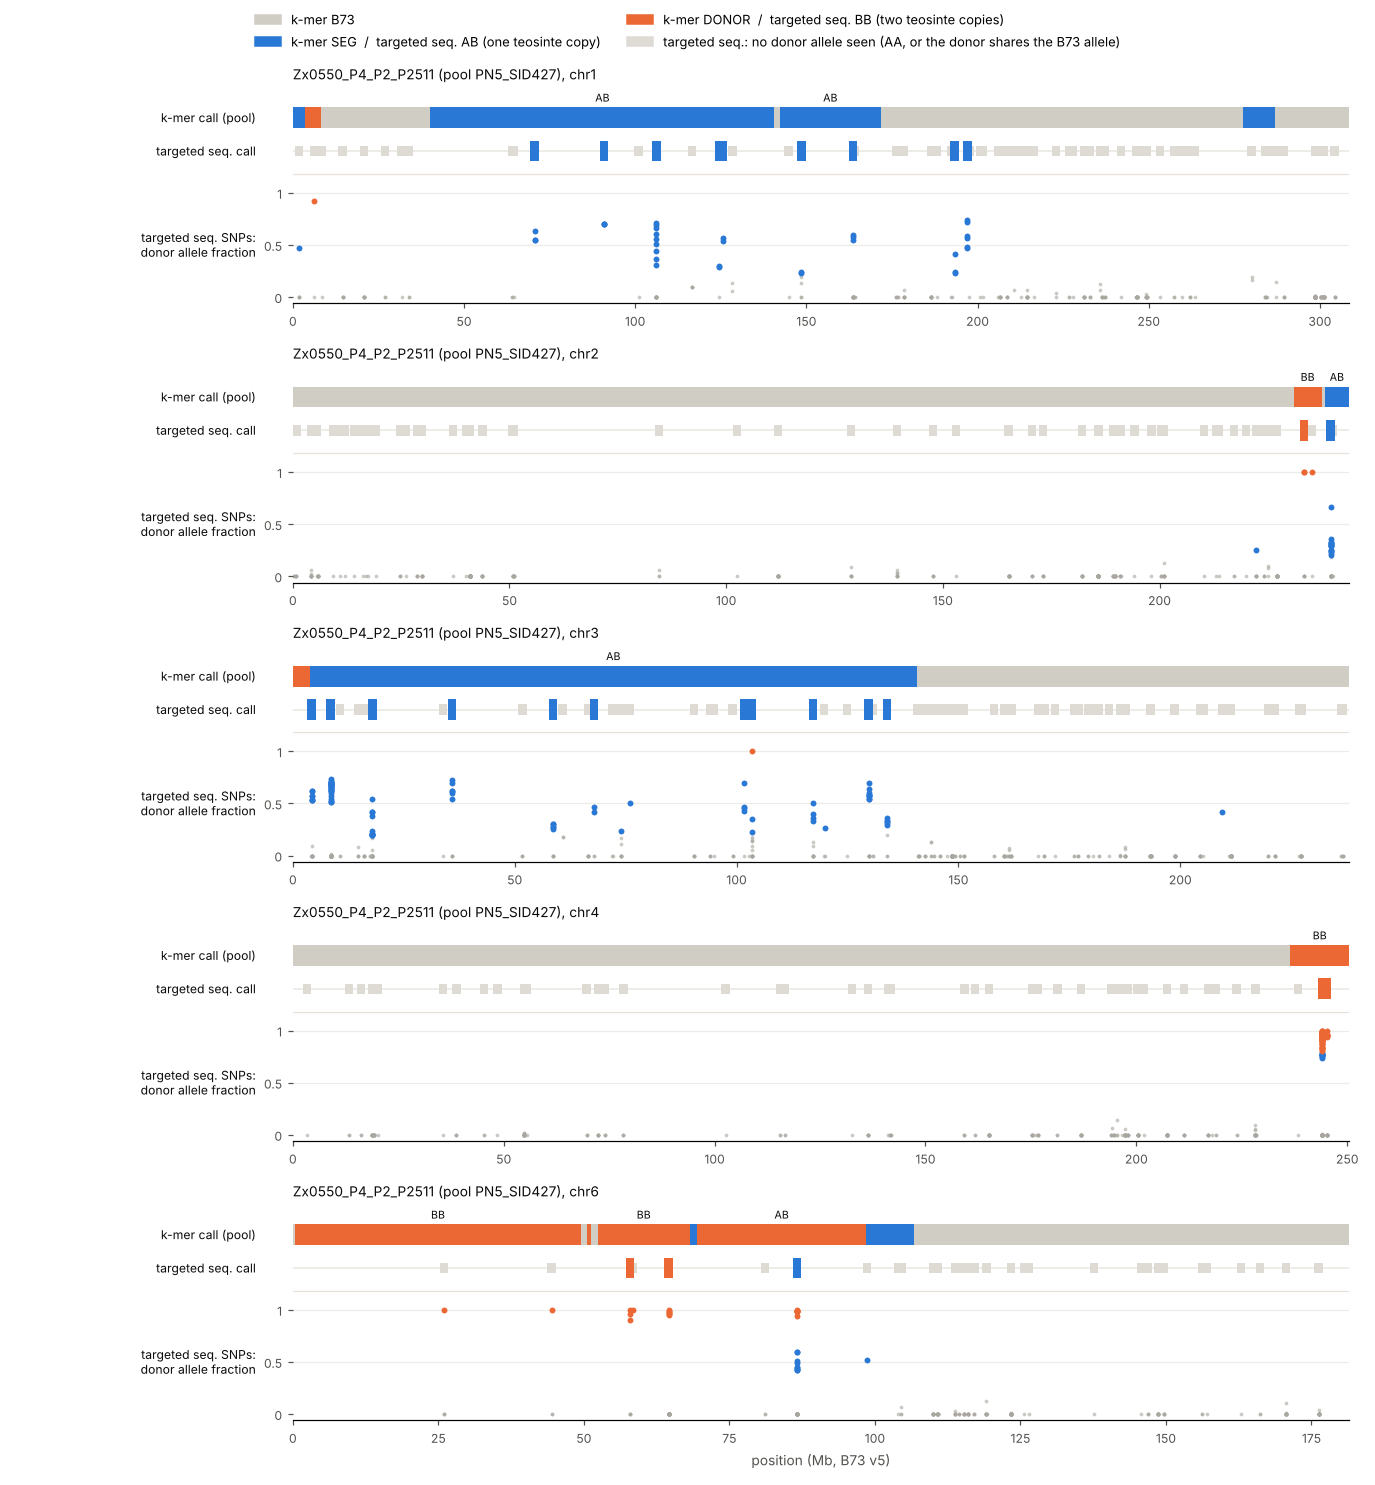 k-mer B73
k-mer DONOR / targeted seq. BB (two teosinte copies)
k-mer SEG / targeted seq. AB (one teosinte copy)
targeted seq.: no donor allele seen (AA, or the donor shares the B73 allele)
Zx0550_P4_P2_P2511 (pool PN5_SID427), chr1
AB AB
k-mer call (pool)
targeted seq. call
1
targeted seq. SNPs:
donor allele fraction
0.5
0
0 50 100 150 200 250 300
Zx0550_P4_P2_P2511 (pool PN5_SID427), chr2
BB AB
k-mer call (pool)
targeted seq. call
1
targeted seq. SNPs:
donor allele fraction
0.5
0
0 50 100 150 200
Zx0550_P4_P2_P2511 (pool PN5_SID427), chr3
AB
k-mer call (pool)
targeted seq. call
1
targeted seq. SNPs:
donor allele fraction
0.5
0
0 50 100 150 200
Zx0550_P4_P2_P2511 (pool PN5_SID427), chr4
BB
k-mer call (pool)
targeted seq. call
1
targeted seq. SNPs:
donor allele fraction
0.5
0
0 50 100 150 200 250
Zx0550_P4_P2_P2511 (pool PN5_SID427), chr6
BB BB AB
k-mer call (pool)
targeted seq. call
1
targeted seq. SNPs:
donor allele fraction
0.5
0
0 25 50 75 100 125 150 175
position (Mb, B73 v5)